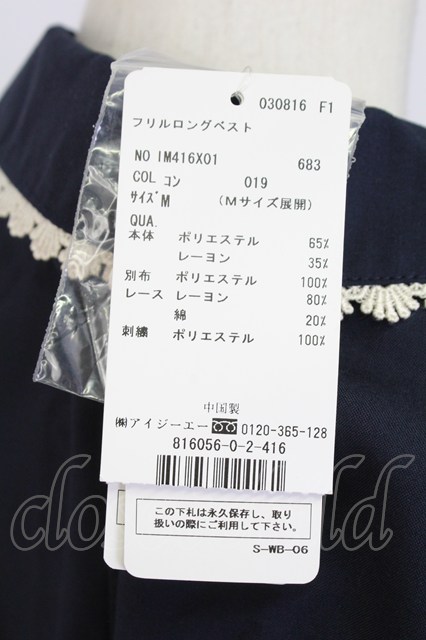 030816 F1
フリルロングベスト
NO IM416X01 683
COL コン 019
ｻｲｽﾞM (Mサイズ展開)
QUA.
本体 ポリエステル 65%
レーヨン 35%
別布 ポリエステル 100%
レース レーヨン 80%
綿 20%
刺繍 ポリエステル 100%
中国製
㈱アイジーエー 0120-365-128
816056-0-2-416
この下札は永久保存し、取り
扱いの際にご利用して下さい。
S-WB-06